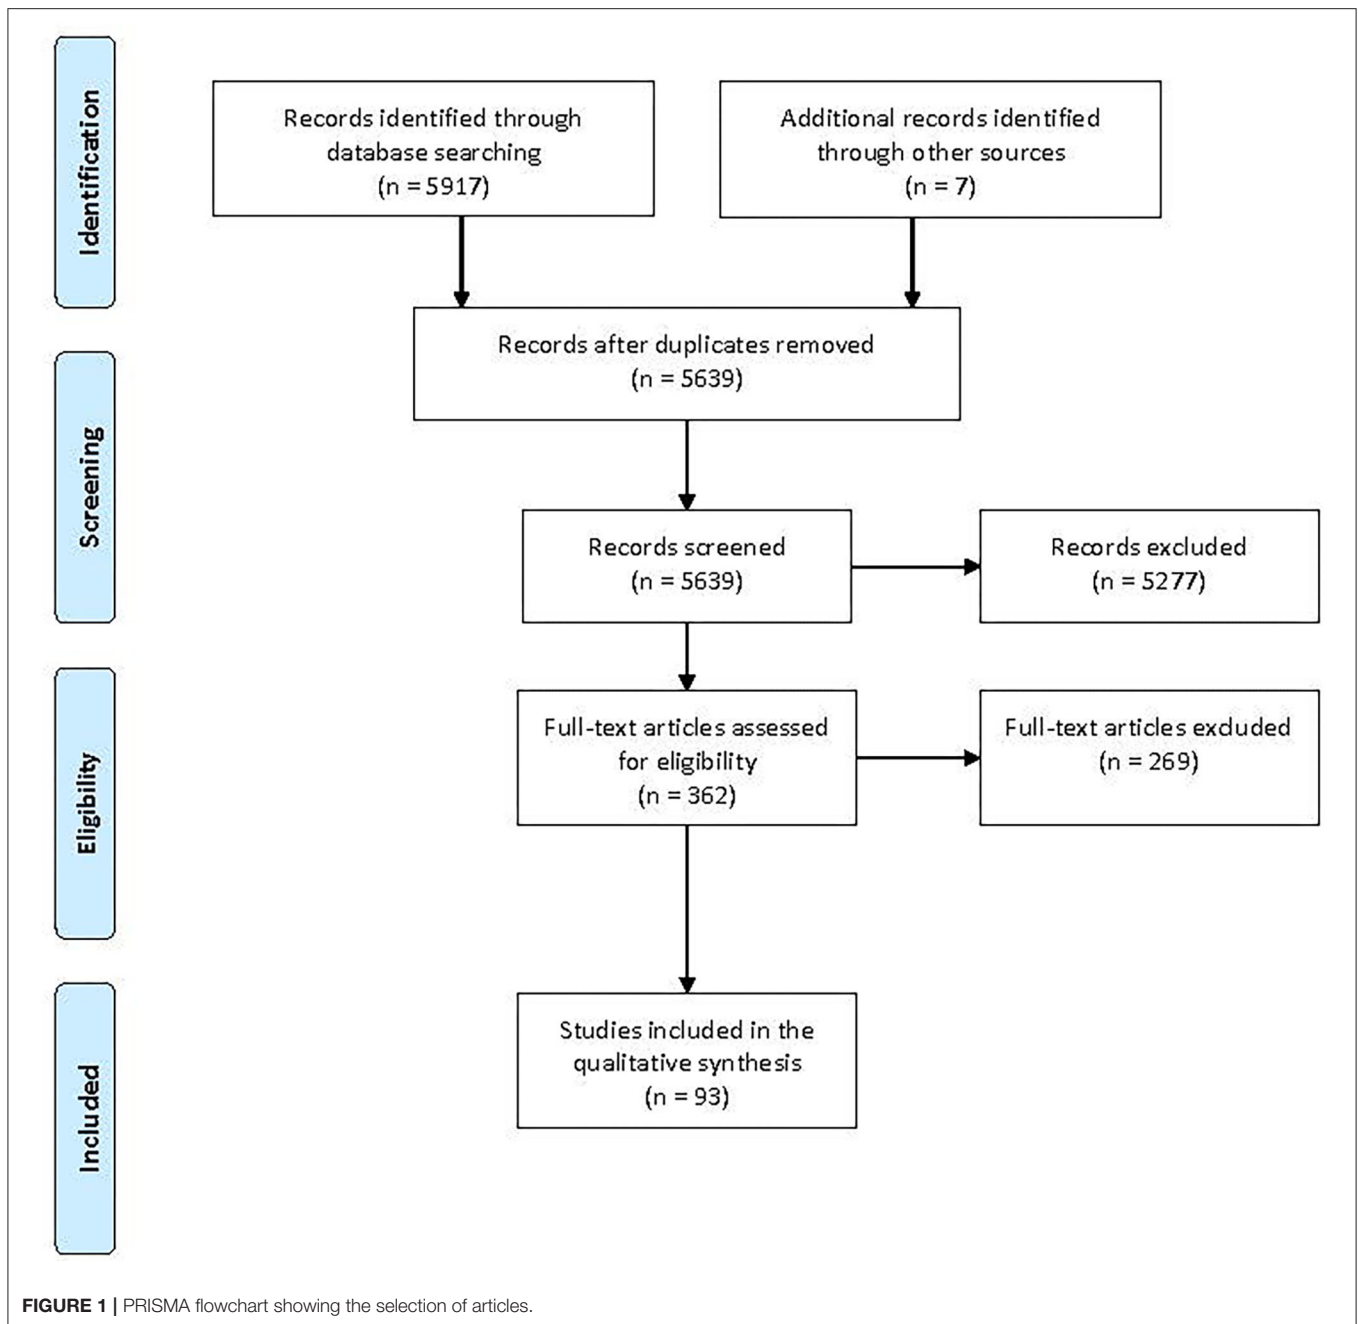 Identification
Records identified through
database searching
(n = 5917)
Additional records identified
through other sources
(n = 7)
Records after duplicates removed
(n = 5639)
Screening
Records screened
(n = 5639)
Records excluded
(n = 5277)
Eligibility
Full-text articles assessed
for eligibility
(n = 362)
Full-text articles excluded
(n = 269)
Included
Studies included in the
qualitative synthesis
(n = 93)
FIGURE 1 | PRISMA flowchart showing the selection of articles.